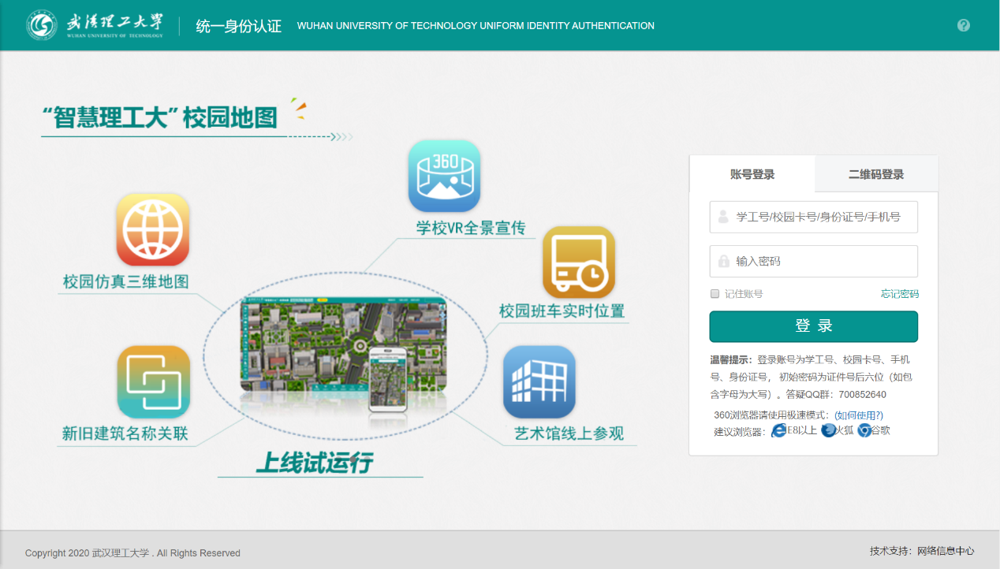 武汉理工大学
WUHAN UNIVERSITY OF TECHNOLOGY
统一身份认证
WUHAN UNIVERSITY OF TECHNOLOGY UNIFORM IDENTITY AUTHENTICATION
“智慧理工大”校园地图
360
学校VR全景宣传
校园仿真三维地图
校园班车实时位置
新旧建筑名称关联
艺术馆线上参观
上线试运行
账号登录
二维码登录
学工号/校园卡号/身份证号/手机号
输入密码
记住账号
忘记密码
登 录
温馨提示：登录账号为学工号、校园卡号、手机
号、身份证号， 初始密码为证件号后六位（如包
含字母为大写）。答疑QQ群：700852640
360浏览器请使用极速模式：(如何使用?)
建议浏览器： E8以上 火狐 谷歌
Copyright 2020 武汉理工大学 . All Rights Reserved
技术支持：网络信息中心